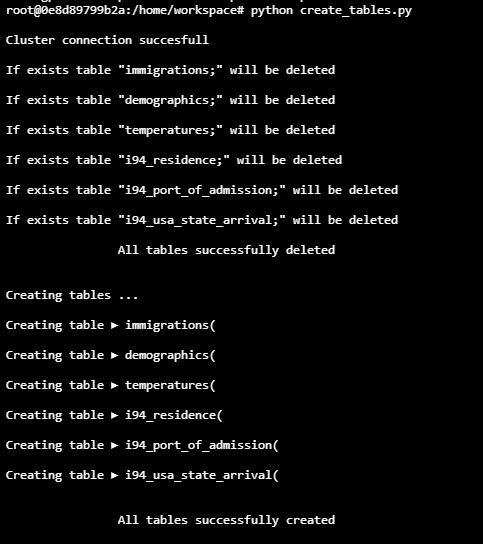 root@0e8d89799b2a:/home/workspace# python create_tables.py
Cluster connection succesfull
If exists table "immigrations;" will be deleted
If exists table "demographics;" will be deleted
If exists table "temperatures;" will be deleted
If exists table "i94_residence;" will be deleted
If exists table "i94_port_of_admission;" will be deleted
If exists table "i94_usa_state_arrival;" will be deleted
All tables successfully deleted
Creating tables ...
Creating table ► immigrations(
Creating table ► demographics(
Creating table ► temperatures(
Creating table ► i94_residence(
Creating table ► i94_port_of_admission(
Creating table ► i94_usa_state_arrival(
All tables successfully created